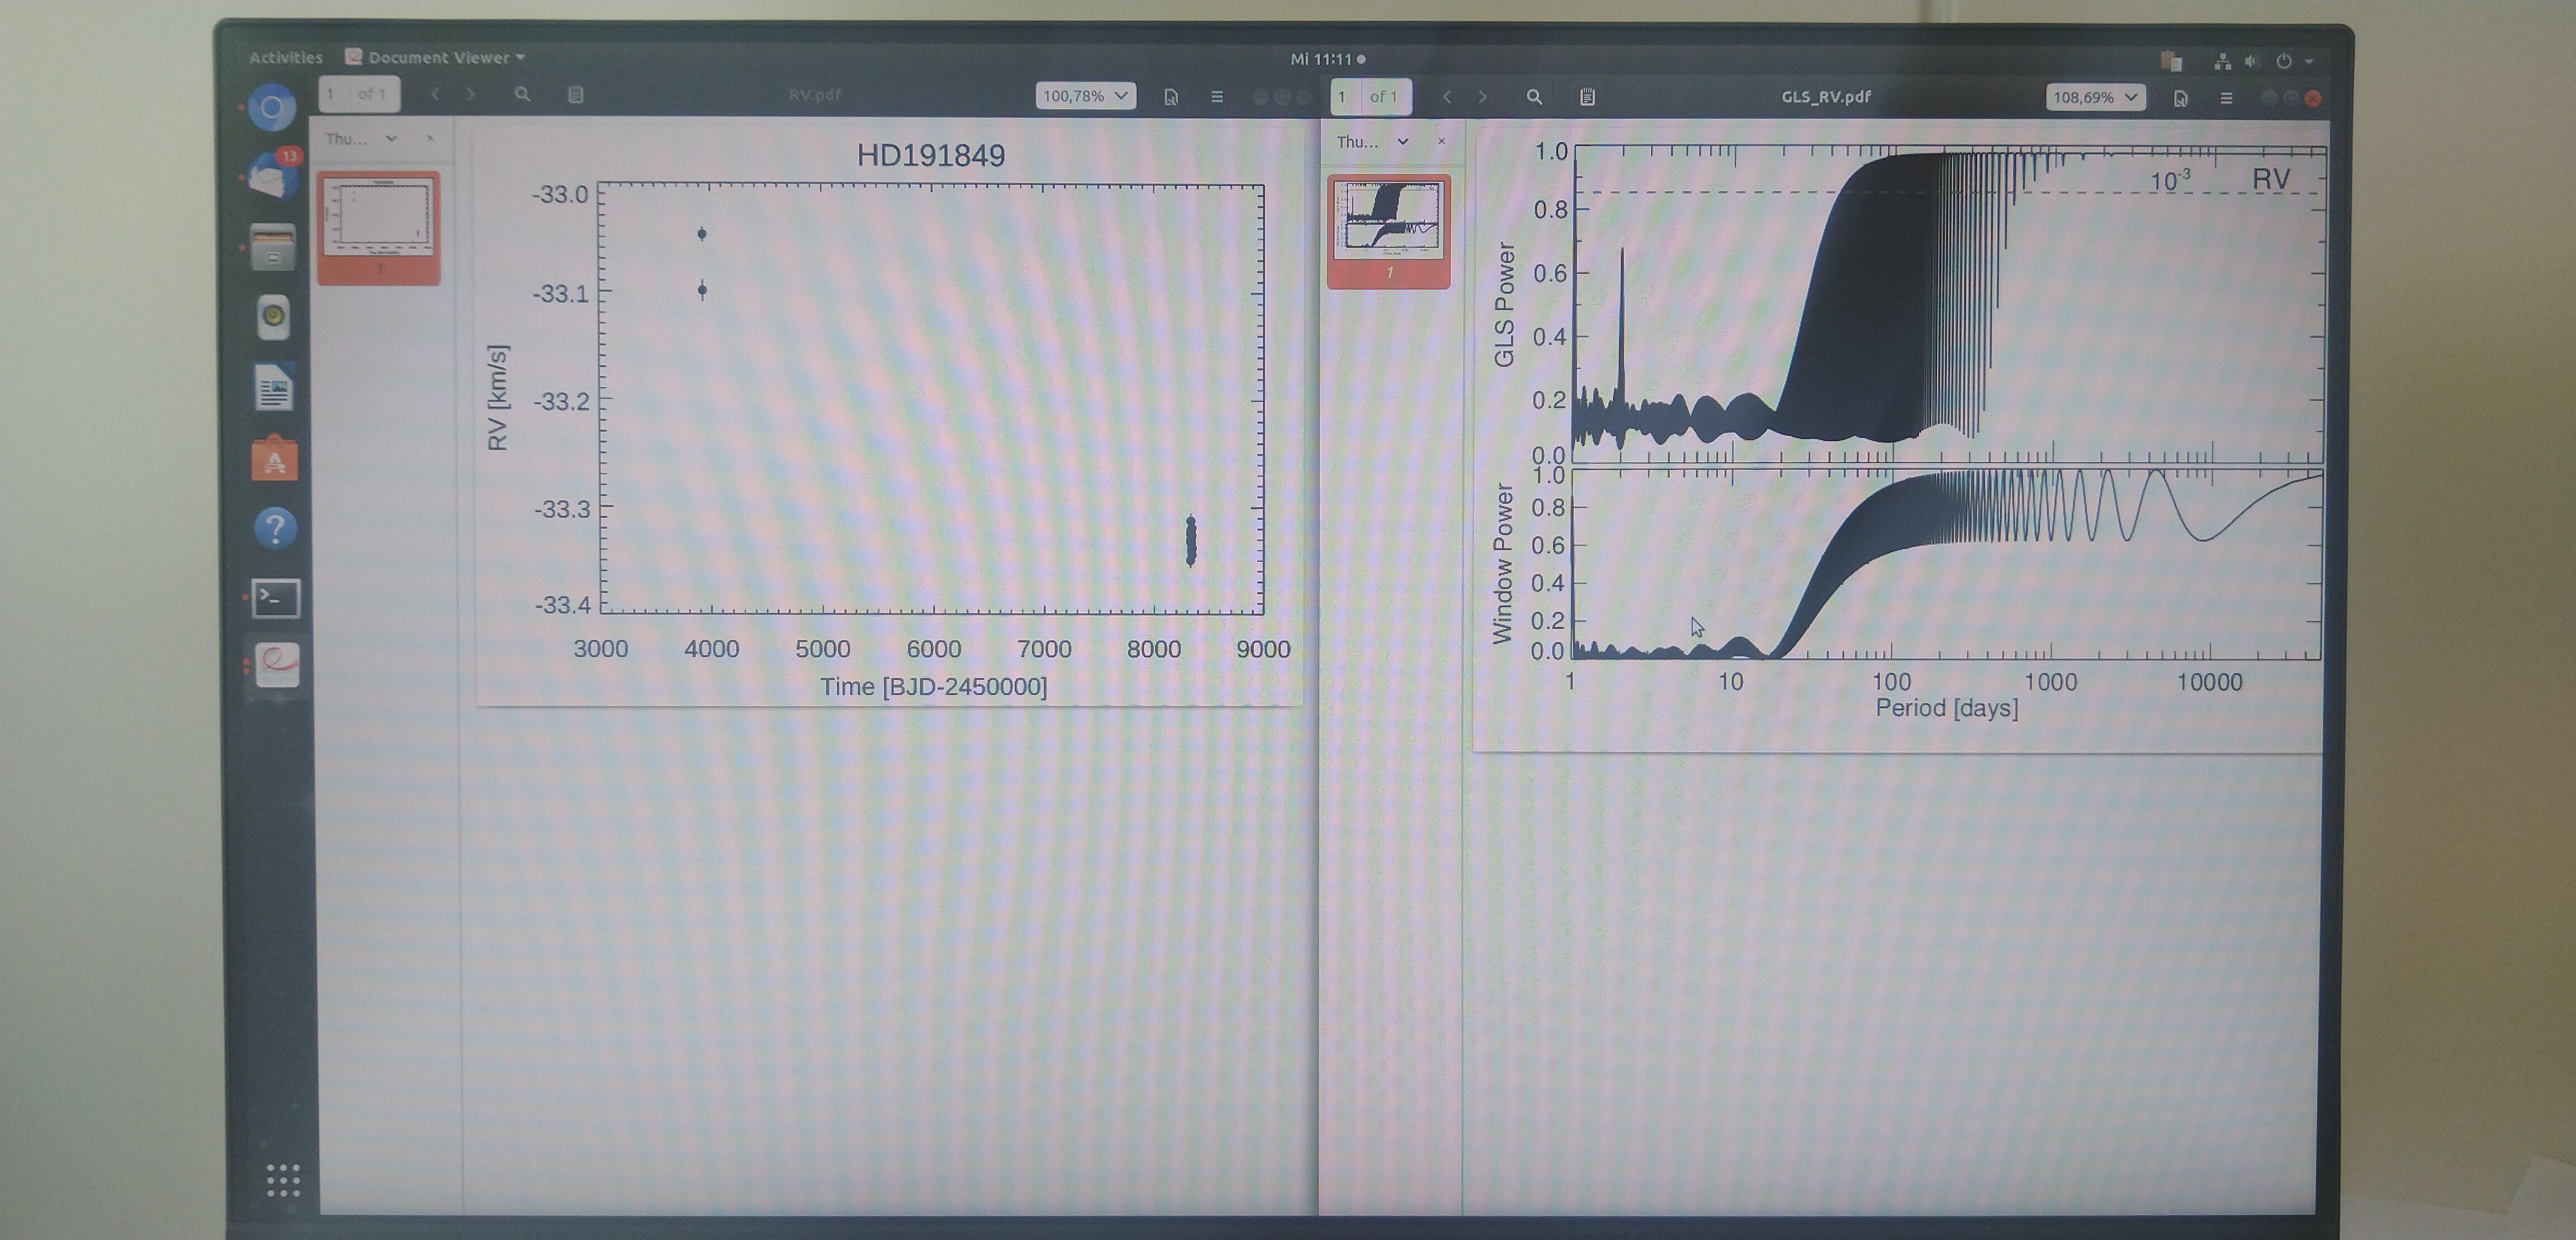 Activities Document Viewer Mi 11:11
1 of 1 RV.pdf 100,78%
Thu...
HD191849
-33.0
-33.1
-33.2
-33.3
-33.4
RV [km/s]
3000 4000 5000 6000 7000 8000 9000
Time [BJD-2450000]
13
1 of 1 GLS_RV.pdf 108,69%
Thu...
1
1.0
0.8
0.6
0.4
0.2
0.0
GLS Power
10-3 RV
1.0
0.8
0.6
0.4
0.2
0.0
Window Power
1 10 100 1000 10000
Period [days]